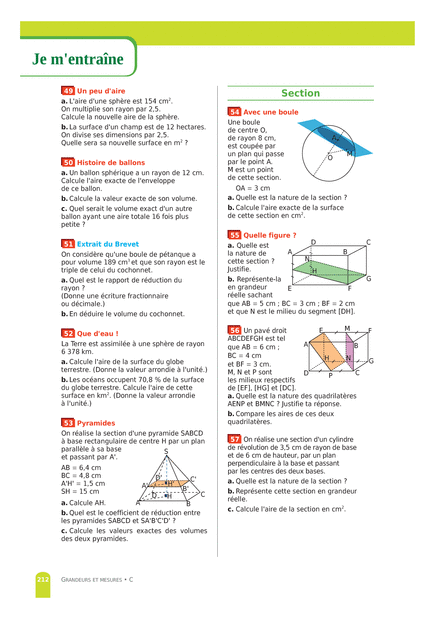 Je m'entraîne
49 Un peu d'aire
a. L'aire d'une sphère est 154 cm².
On multiplie son rayon par 2,5.
Calcule la nouvelle aire de la sphère.
b. La surface d'un champ est de 12 hectares.
On divise ses dimensions par 2,5.
Quelle sera sa nouvelle surface en m² ?
50 Histoire de ballons
a. Un ballon sphérique a un rayon de 12 cm.
Calcule l'aire exacte de l'enveloppe
de ce ballon.
b. Calcule la valeur exacte de son volume.
c. Quel serait le volume exact d'un autre
ballon ayant une aire totale 16 fois plus
petite ?
51 Extrait du Brevet
On considère qu'une boule de pétanque a
pour volume 189 cm³ et que son rayon est le
triple de celui du cochonnet.
a. Quel est le rapport de réduction du
rayon ?
(Donne une écriture fractionnaire
ou décimale.)
b. En déduire le volume du cochonnet.
52 Que d'eau !
La Terre est assimilée à une sphère de rayon
6 378 km.
a. Calcule l'aire de la surface du globe
terrestre. (Donne la valeur arrondie à l'unité.)
b. Les océans occupent 70,8 % de la surface
du globe terrestre. Calcule l'aire de cette
surface en km². (Donne la valeur arrondie
à l'unité.)
53 Pyramides
On réalise la section d'une pyramide SABCD
à base rectangulaire de centre H par un plan
parallèle à sa base
et passant par A'.
AB = 6,4 cm
BC = 4,8 cm
A'H' = 1,5 cm
SH = 15 cm
S
D'
C'
A'
H'
B'
D
H
C
A
B
a. Calcule AH.
b. Quel est le coefficient de réduction entre
les pyramides SABCD et SA'B'C'D' ?
c. Calcule les valeurs exactes des volumes
des deux pyramides.
Section
54 Avec une boule
Une boule
de centre O,
de rayon 8 cm,
est coupée par
un plan qui passe
par le point A.
M est un point
de cette section.
OA = 3 cm
A
M
O
a. Quelle est la nature de la section ?
b. Calcule l'aire exacte de la surface
de cette section en cm².
55 Quelle figure ?
a. Quelle est
la nature de
cette section ?
Justifie.
b. Représente-la
en grandeur
réelle sachant
que AB = 5 cm ; BC = 3 cm ; BF = 2 cm
et que N est le milieu du segment [DH].
D
C
A
B
N
H
G
E
F
56 Un pavé droit
ABCDEFGH est tel
que AB = 6 cm ;
BC = 4 cm
et BF = 3 cm.
M, N et P sont
les milieux respectifs
de [EF], [HG] et [DC].
E
M
F
A
B
H
N
G
D
P
C
a. Quelle est la nature des quadrilatères
AENP et BMNC ? Justifie ta réponse.
b. Compare les aires de ces deux
quadrilatères.
57 On réalise une section d'un cylindre
de révolution de 3,5 cm de rayon de base
et de 6 cm de hauteur, par un plan
perpendiculaire à la base et passant
par les centres des deux bases.
a. Quelle est la nature de la section ?
b. Représente cette section en grandeur
réelle.
c. Calcule l'aire de la section en cm².
212 GRANDEURS ET MESURES • C